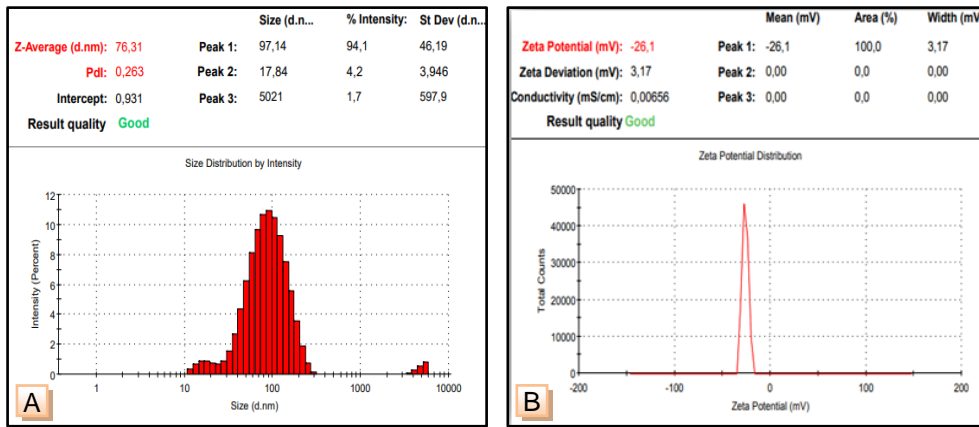 Size (d.n... % Intensity: St Dev (d.n...
Z-Average (d.nm): 76,31 Peak 1: 97,14 94,1 46,19
PdI: 0,263 Peak 2: 17,84 4,2 3,946
Intercept: 0,931 Peak 3: 5021 1,7 597,9
Result quality Good
Size Distribution by Intensity
Intensity (Percent)
12
10
8
6
4
2
0
1 10 100 1000 10000
Size (d.nm)
A
Mean (mV) Area (%) Width (mV
Zeta Potential (mV): -26,1 Peak 1: -26,1 100,0 3,17
Zeta Deviation (mV): 3,17 Peak 2: 0,00 0,0 0,00
Conductivity (mS/cm): 0,00656 Peak 3: 0,00 0,0 0,00
Result quality Good
Zeta Potential Distribution
Total Counts
50000
40000
30000
20000
10000
0
-200 -100 0 100 200
Zeta Potential (mV)
B